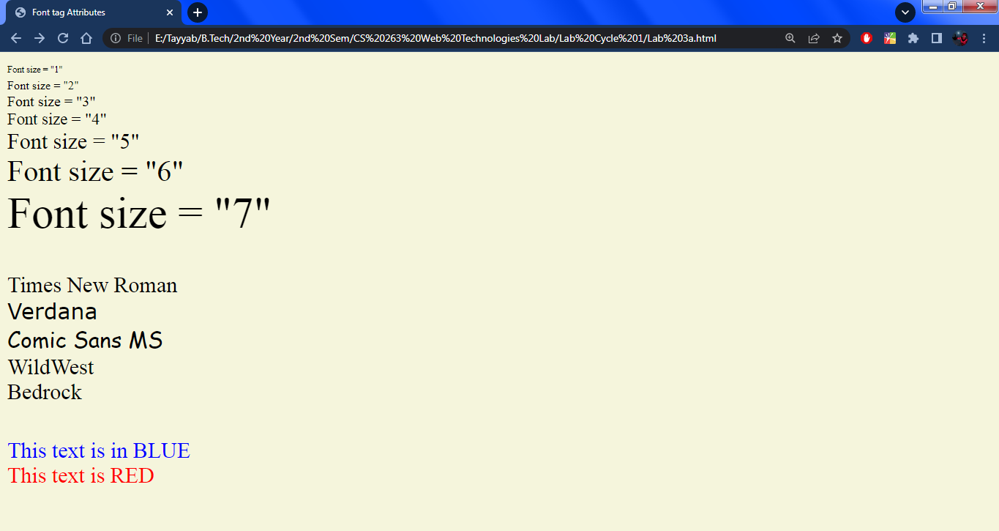 Font tag Attributes
File E:/Tayyab/B.Tech/2nd%20Year/2nd%20Sem/CS%20263%20Web%20Technologies%20Lab/Lab%20Cycle%201/Lab%203a.html
Font size = "1"
Font size = "2"
Font size = "3"
Font size = "4"
Font size = "5"
Font size = "6"
Font size = "7"
Times New Roman
Verdana
Comic Sans MS
WildWest
Bedrock
This text is in BLUE
This text is RED